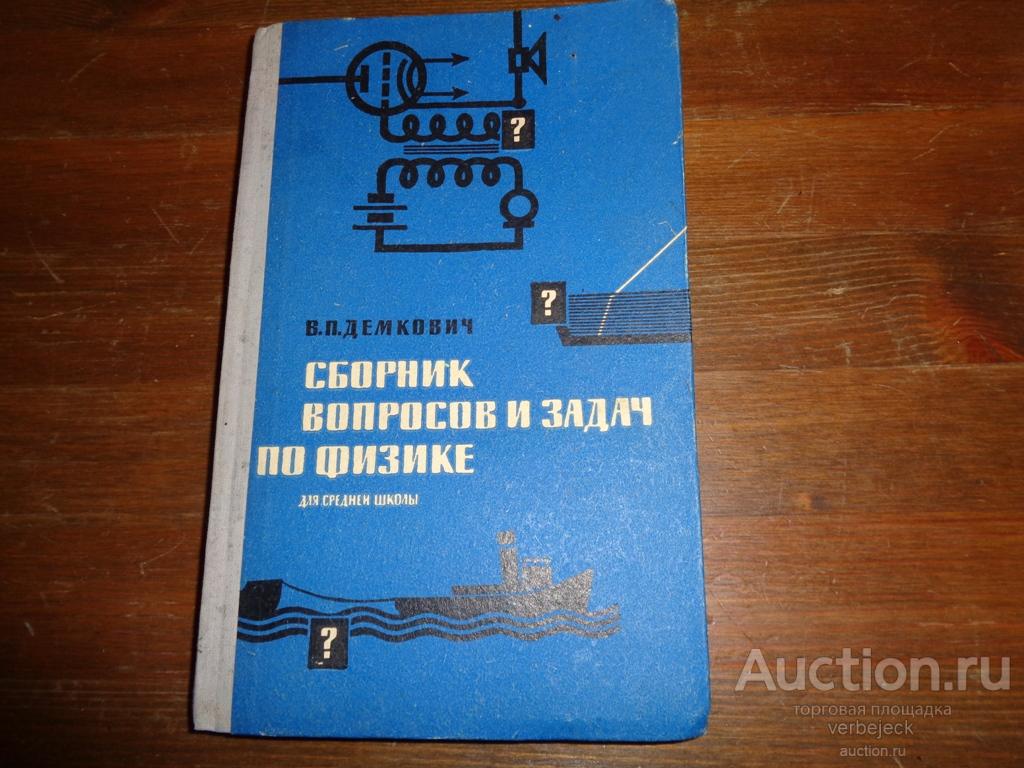 ?
?
В.П.ДЕМКОВИЧ
СБОРНИК
ВОПРОСОВ И ЗАДАЧ
ПО ФИЗИКЕ
ДЛЯ СРЕДНЕЙ ШКОЛЫ
?
Auction.ru
торговая площадка
verbejeck
auction.ru